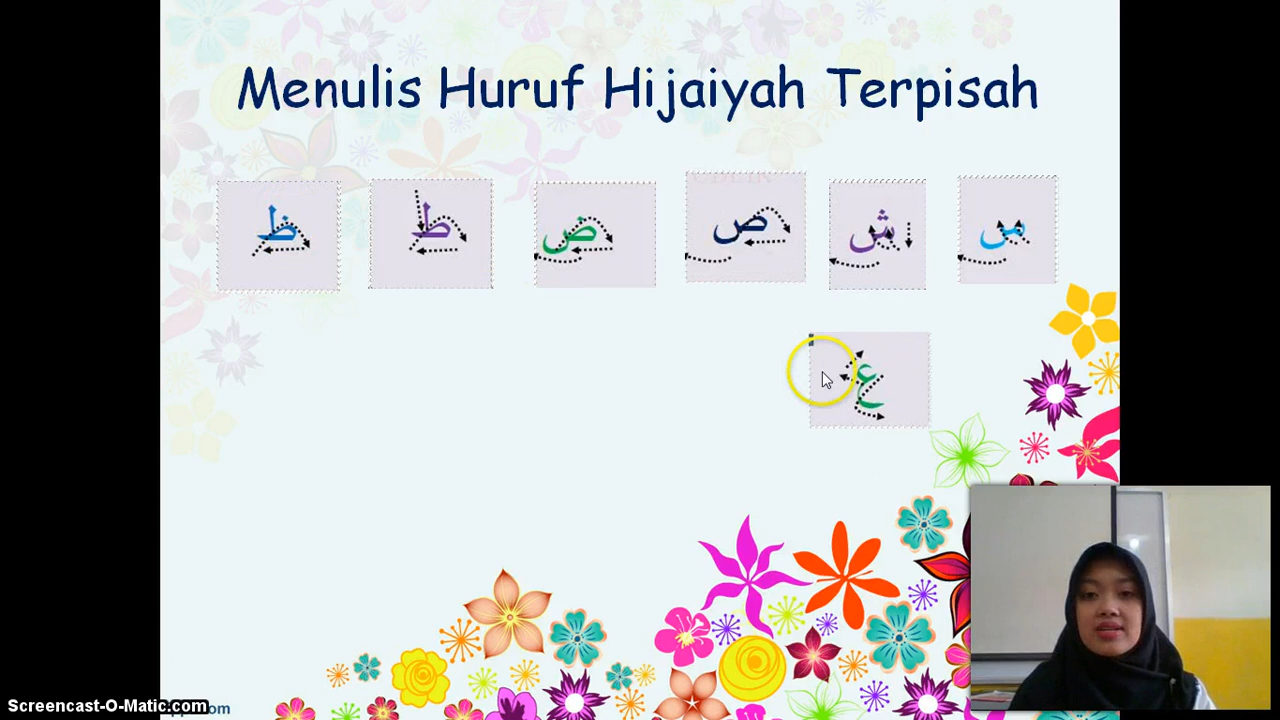 Menulis Huruf Hijaiyah Terpisah
س ش ص ض ط ظ
ع
Screencast-O-Matic.com